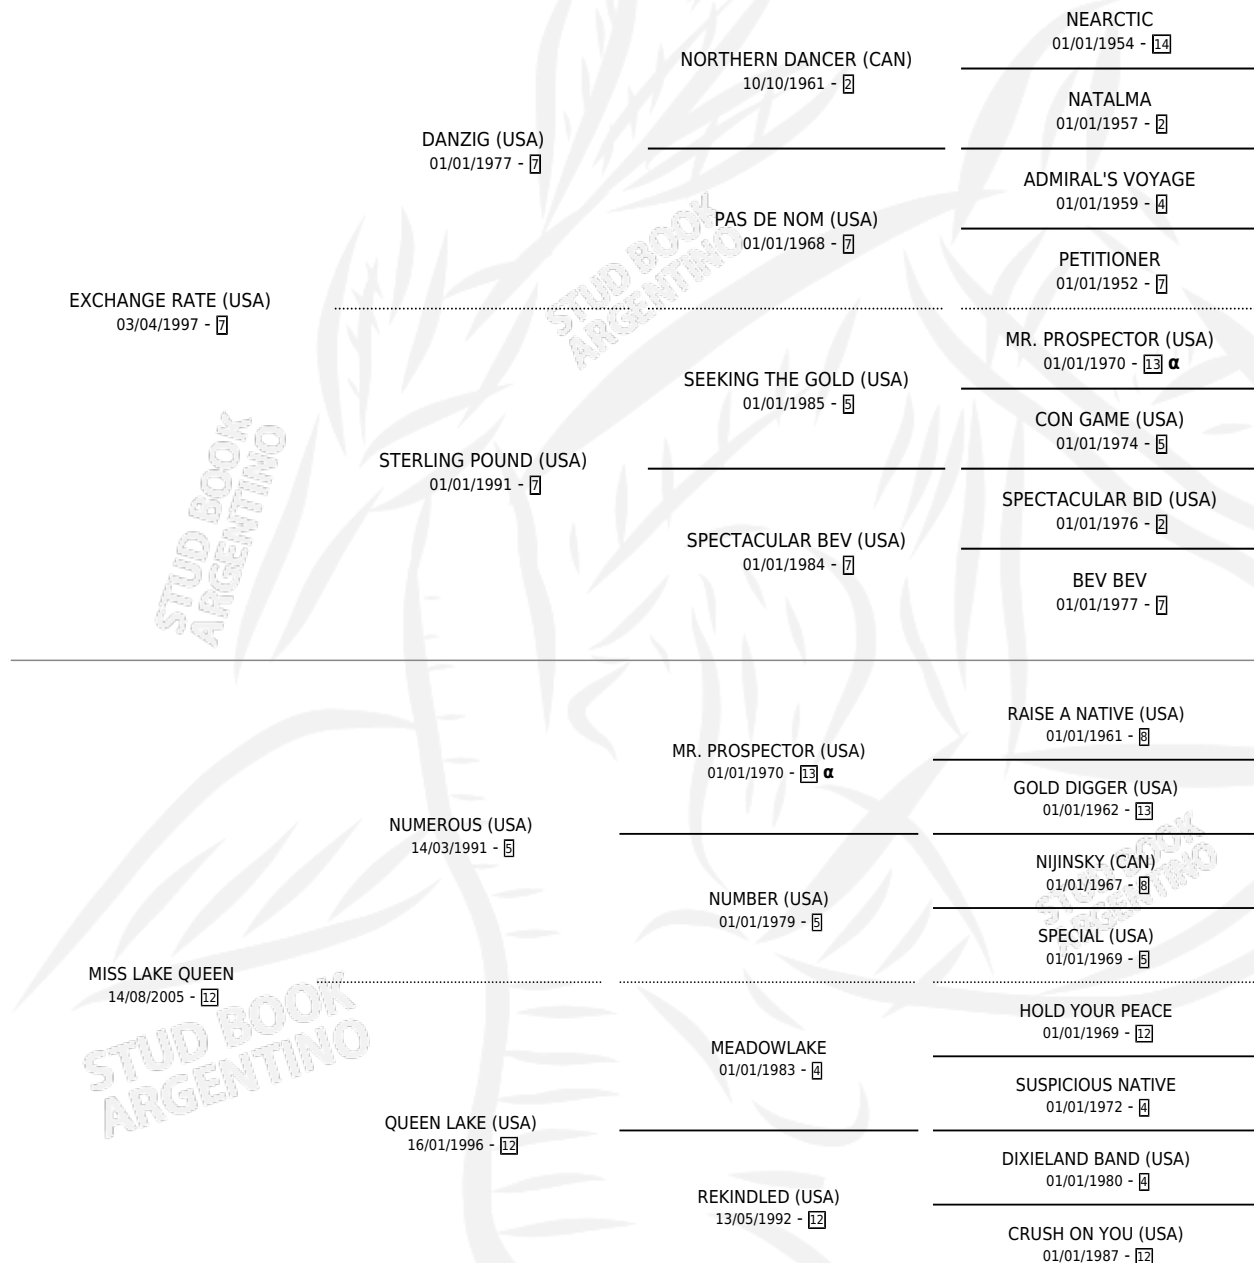 NEARCTIC
01/01/1954 - 14
NORTHERN DANCER (CAN)
10/10/1961 - 2
NATALMA
01/01/1957 - 2
DANZIG (USA)
01/01/1977 - 7
ADMIRAL'S VOYAGE
01/01/1959 - 4
PAS DE NOM (USA)
01/01/1968 - 7
PETITIONER
01/01/1952 - 7
EXCHANGE RATE (USA)
03/04/1997 - 7
MR. PROSPECTOR (USA)
01/01/1970 - 13 α
SEEKING THE GOLD (USA)
01/01/1985 - 5
CON GAME (USA)
01/01/1974 - 5
STERLING POUND (USA)
01/01/1991 - 7
SPECTACULAR BID (USA)
01/01/1976 - 2
SPECTACULAR BEV (USA)
01/01/1984 - 7
BEV BEV
01/01/1977 - 7
RAISE A NATIVE (USA)
01/01/1961 - 8
MR. PROSPECTOR (USA)
01/01/1970 - 13 α
GOLD DIGGER (USA)
01/01/1962 - 13
NUMEROUS (USA)
14/03/1991 - 5
NIJINSKY (CAN)
01/01/1967 - 8
NUMBER (USA)
01/01/1979 - 5
SPECIAL (USA)
01/01/1969 - 5
MISS LAKE QUEEN
14/08/2005 - 12
HOLD YOUR PEACE
01/01/1969 - 12
MEADOWLAKE
01/01/1983 - 4
SUSPICIOUS NATIVE
01/01/1972 - 4
QUEEN LAKE (USA)
16/01/1996 - 12
DIXIELAND BAND (USA)
01/01/1980 - 4
REKINDLED (USA)
13/05/1992 - 12
CRUSH ON YOU (USA)
01/01/1987 - 12
STUD BOOK
ARGENTINO
STUD BOOK
ARGENTINO
STUD BOOK
ARGENTINO
STUD BOOK
ARGENTINO